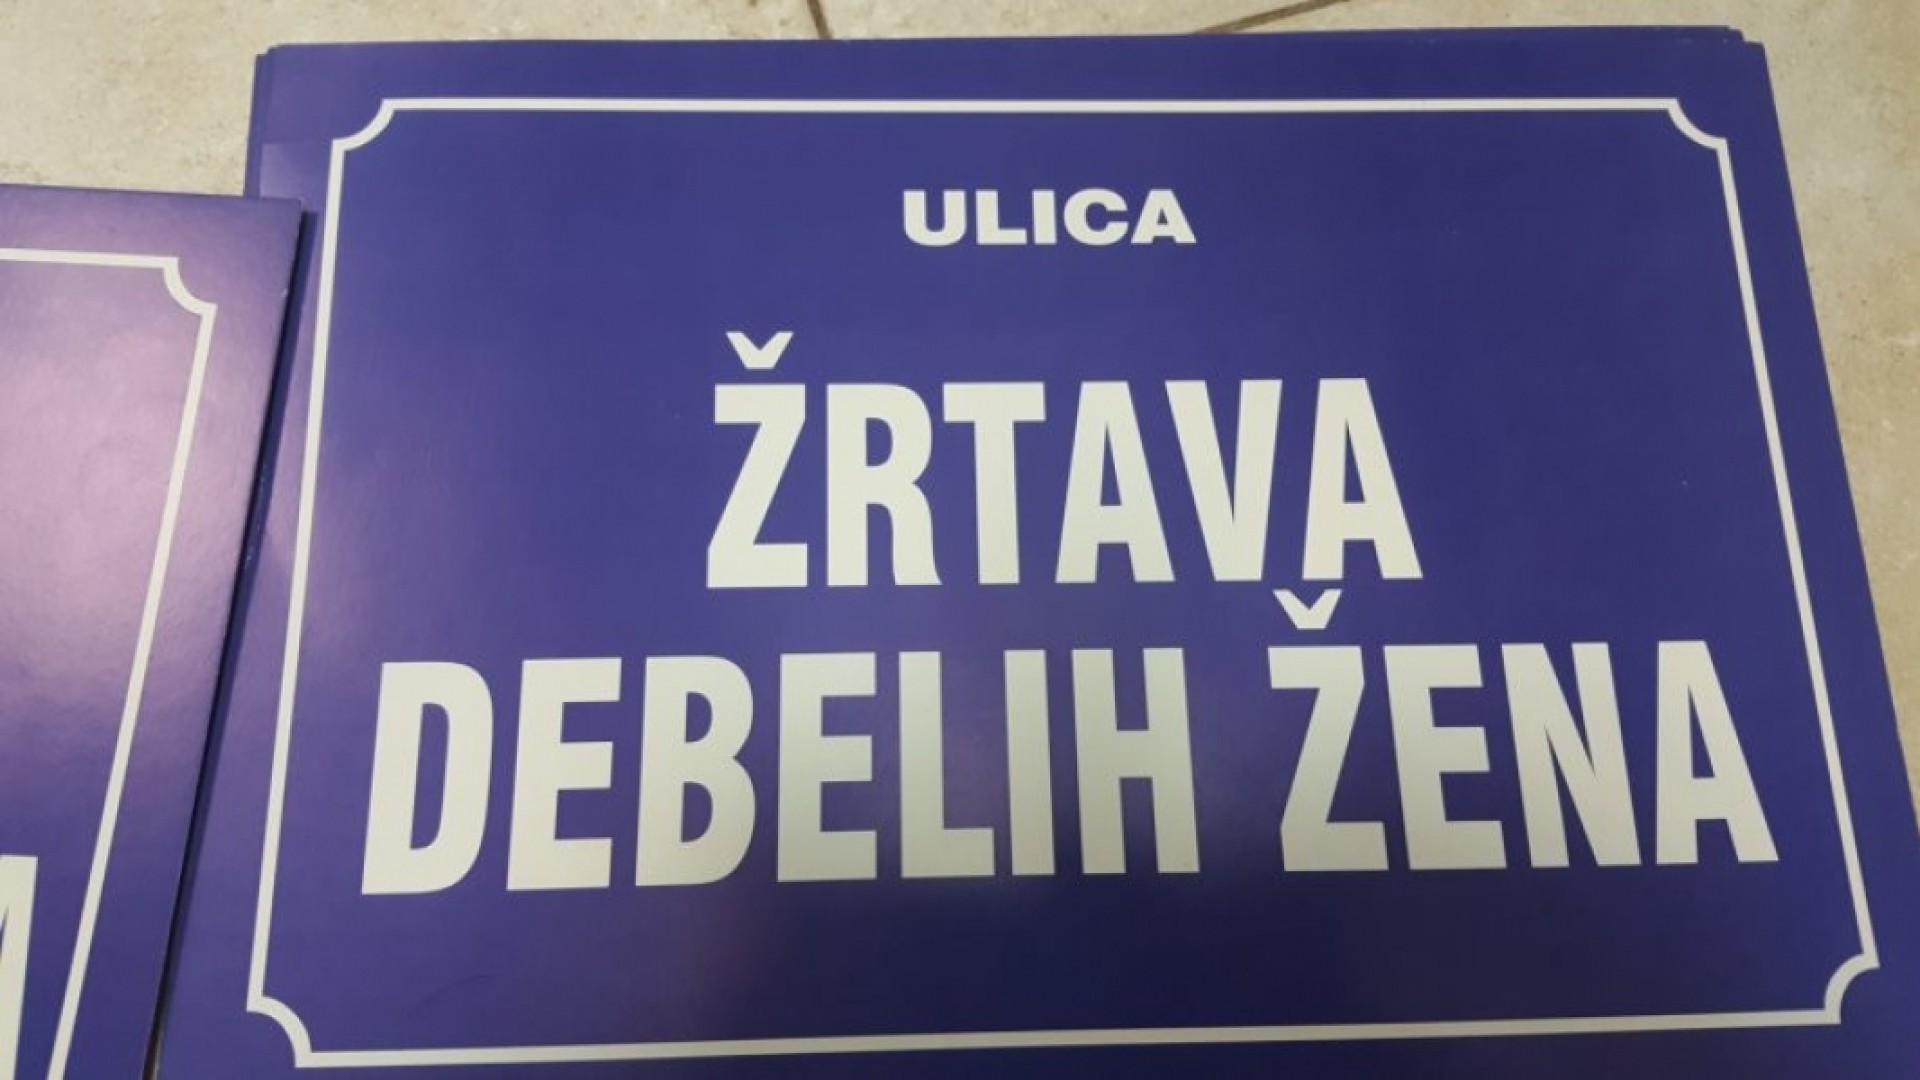 ULICA
ŽRTAVA
DEBELIH ŽENA